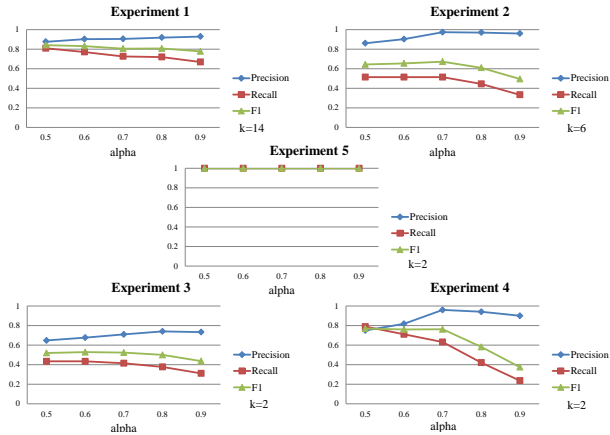 Experiment 1
1
0.8
0.6
0.4
0.2
0
0.5 0.6 0.7 0.8 0.9
alpha
Precision
Recall
F1
k=14
Experiment 2
1
0.8
0.6
0.4
0.2
0
0.5 0.6 0.7 0.8 0.9
alpha
Precision
Recall
F1
k=6
Experiment 5
1
0.8
0.6
0.4
0.2
0
0.5 0.6 0.7 0.8 0.9
alpha
Precision
Recall
F1
k=2
Experiment 3
1
0.8
0.6
0.4
0.2
0
0.5 0.6 0.7 0.8 0.9
alpha
Precision
Recall
F1
k=2
Experiment 4
1
0.8
0.6
0.4
0.2
0
0.5 0.6 0.7 0.8 0.9
alpha
Precision
Recall
F1
k=2